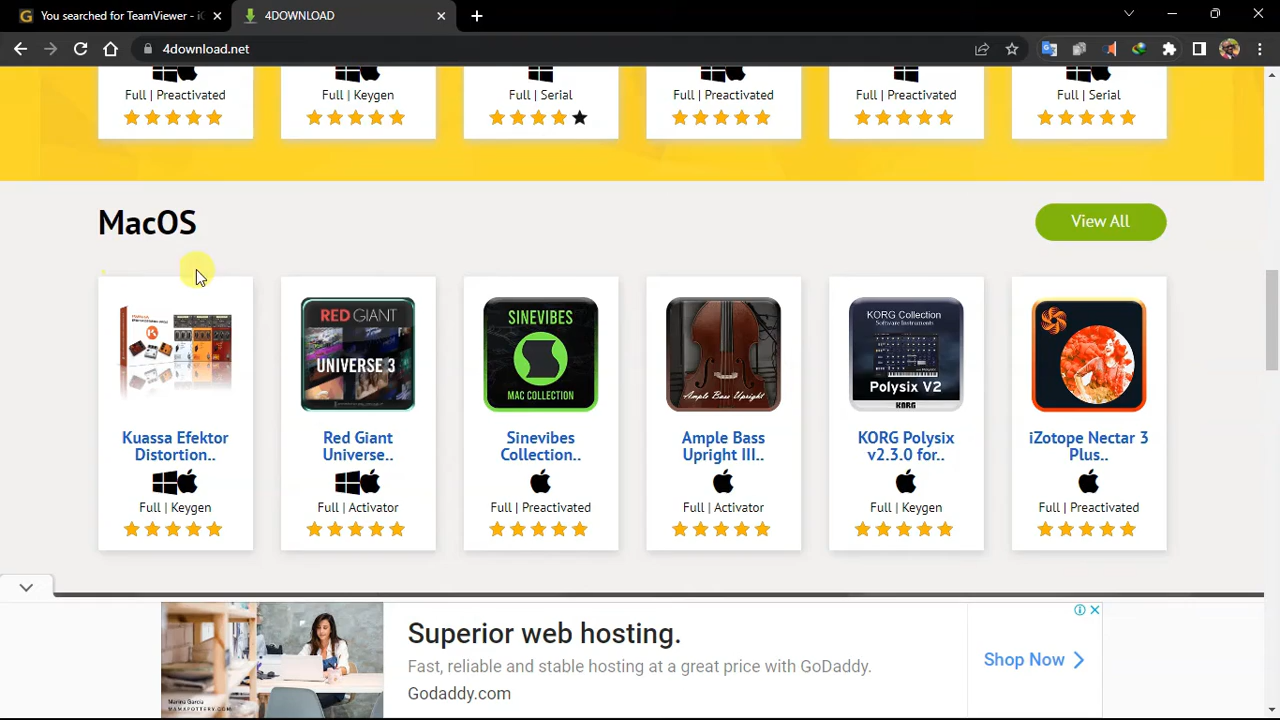 You searched for TeamViewer - i
4DOWNLOAD
4download.net
Full | Preactivated
Full | Keygen
Full | Serial
Full | Preactivated
Full | Preactivated
Full | Serial
MacOS
View All
RED GIANT
UNIVERSE 3
SINEVIBES
MAC COLLECTION
Ample Bass Upright
KORG Collection
Software Instruments
Polysix V2
KORG
Kuassa Efektor
Distortion..
Red Giant
Universe..
Sinevibes
Collection..
Ample Bass
Upright III..
KORG Polysix
v2.3.0 for..
iZotope Nectar 3
Plus..
Full | Keygen
Full | Activator
Full | Preactivated
Full | Activator
Full | Keygen
Full | Preactivated
Superior web hosting.
Fast, reliable and stable hosting at a great price with GoDaddy.
Godaddy.com
Shop Now
Marina Garcia
MAMAPOTTERY.COM